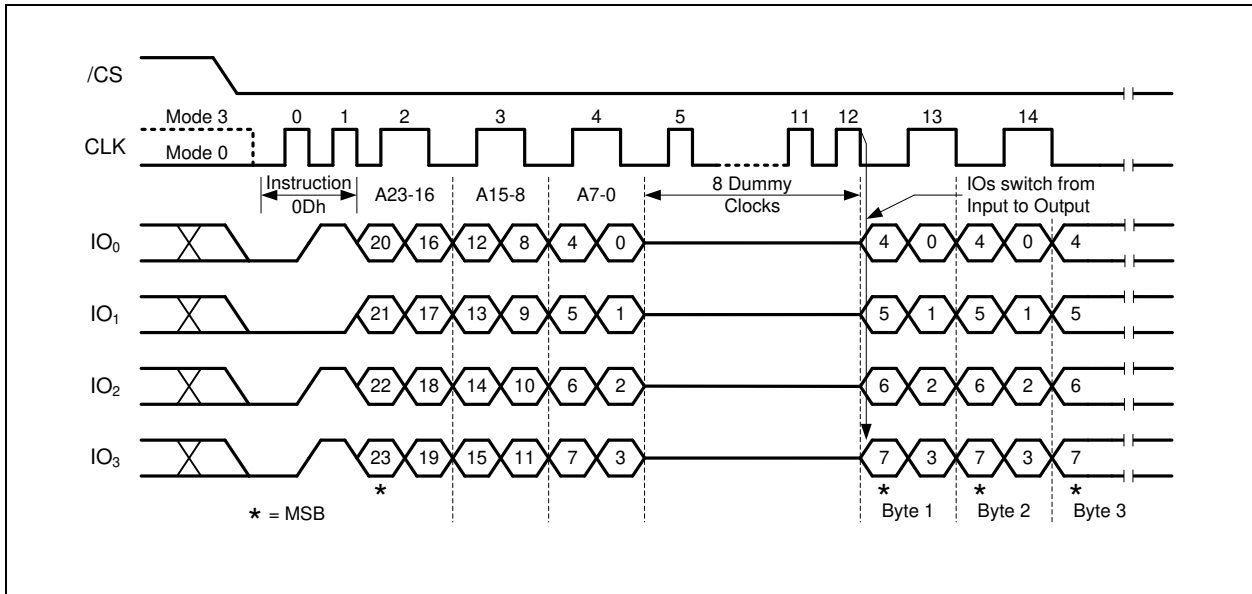 /CS
Mode 3 0 1 2 3 4 5 11 12 13 14
CLK
Mode 0
Instruction A23-16 A15-8 A7-0 8 Dummy IOs switch from
0Dh Clocks Input to Output
IO₀ 20 16 12 8 4 0 4 0 4 0 4
IO₁ 21 17 13 9 5 1 5 1 5 1 5
IO₂ 22 18 14 10 6 2 6 2 6 2 6
IO₃ 23 19 15 11 7 3 7 3 7 3 7
* * * *
* = MSB Byte 1 Byte 2 Byte 3